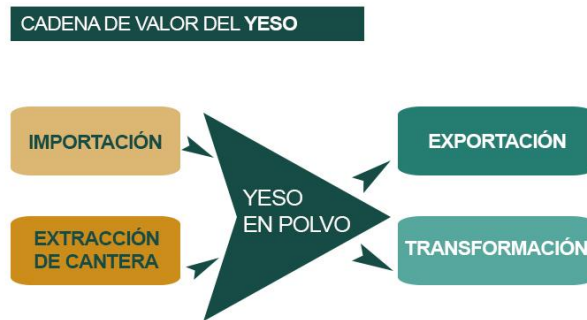 CADENA DE VALOR DEL YESO
IMPORTACIÓN
EXTRACCIÓN
DE CANTERA
YESO
EN POLVO
EXPORTACIÓN
TRANSFORMACIÓN